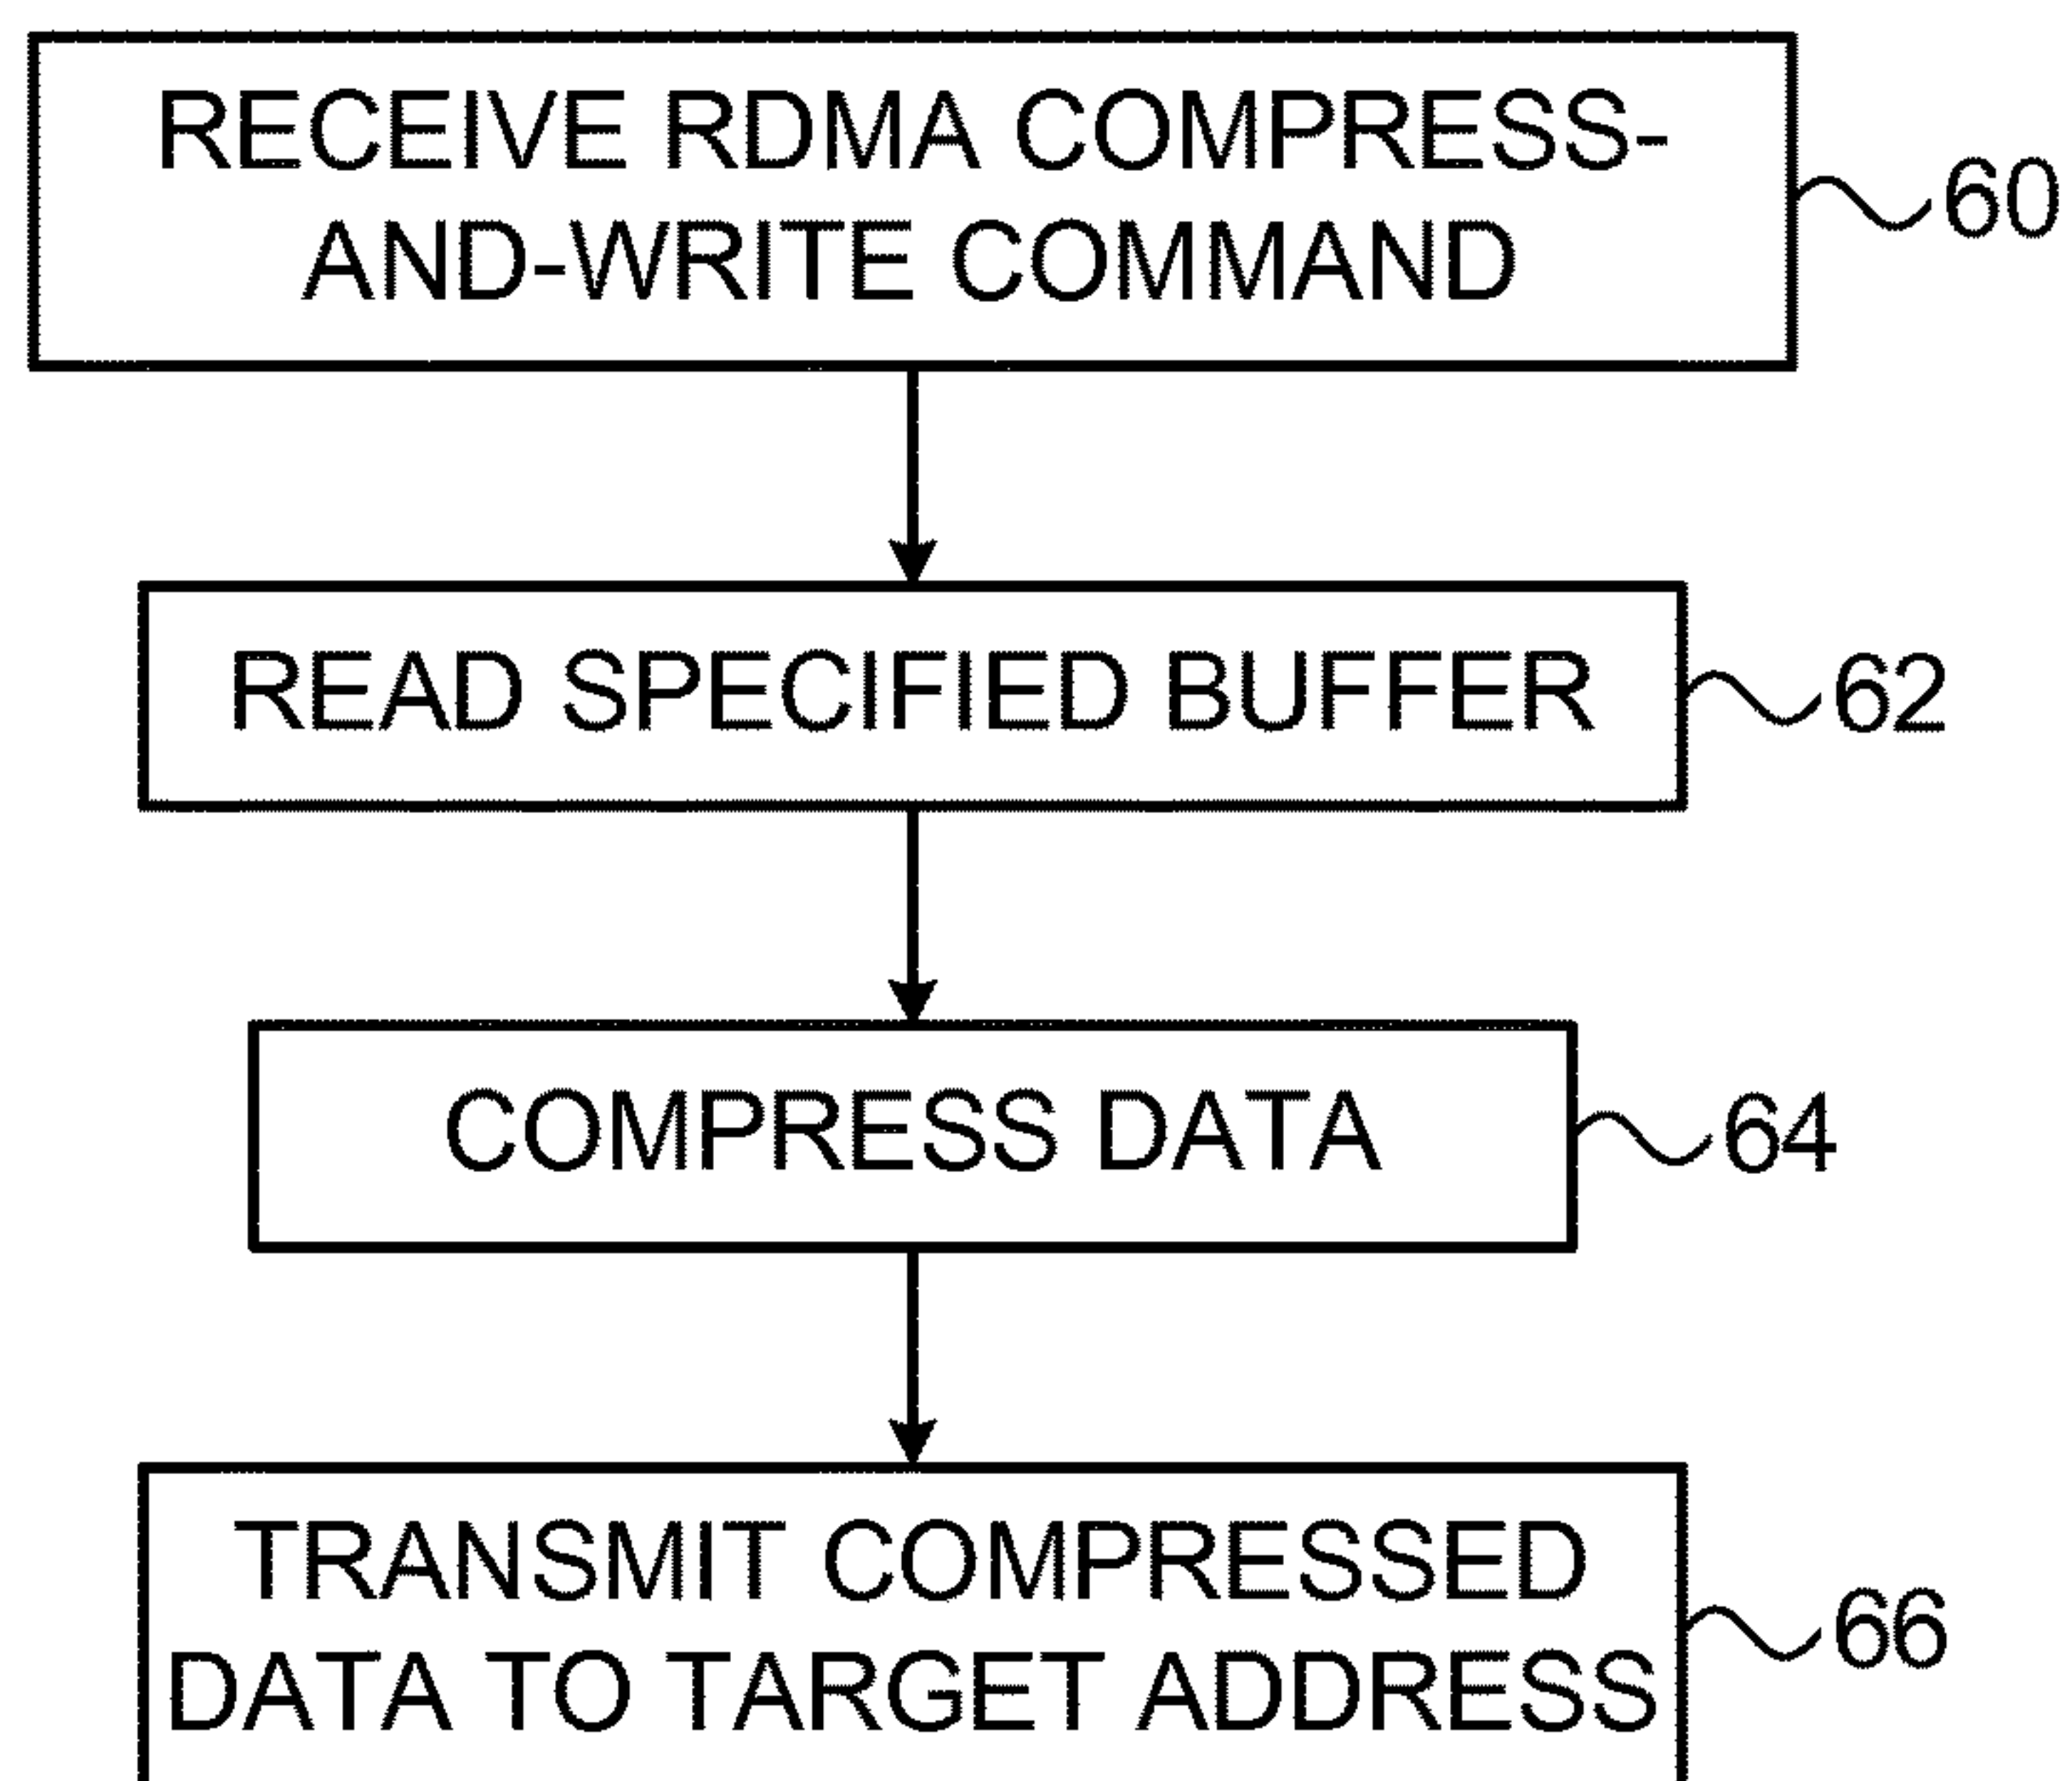 RECEIVE RDMA COMPRESS-
AND-WRITE COMMAND
60
READ SPECIFIED BUFFER
62
COMPRESS DATA
64
TRANSMIT COMPRESSED
DATA TO TARGET ADDRESS
66